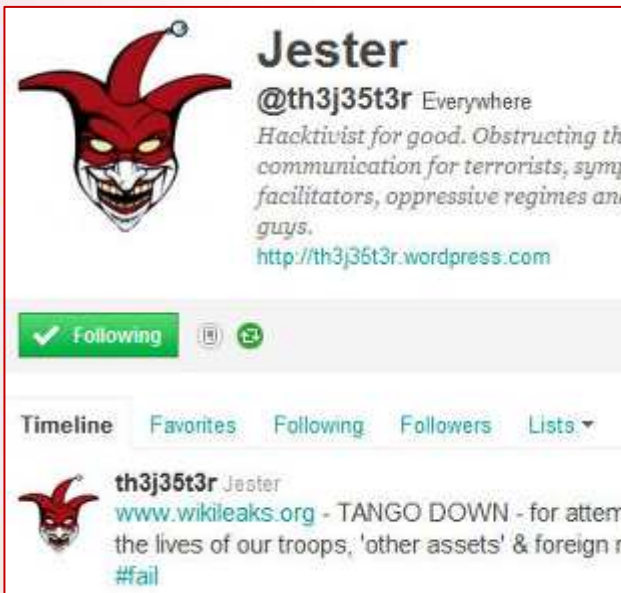 Jester
@th3j35t3r Everywhere
Hacktivist for good. Obstructing th
communication for terrorists, symp
facilitators, oppressive regimes and
guys.
http://th3j35t3r.wordpress.com
Following
Timeline Favorites Following Followers Lists
th3j35t3r Jester
www.wikileaks.org - TANGO DOWN - for attem
the lives of our troops, 'other assets' & foreign r
#fail